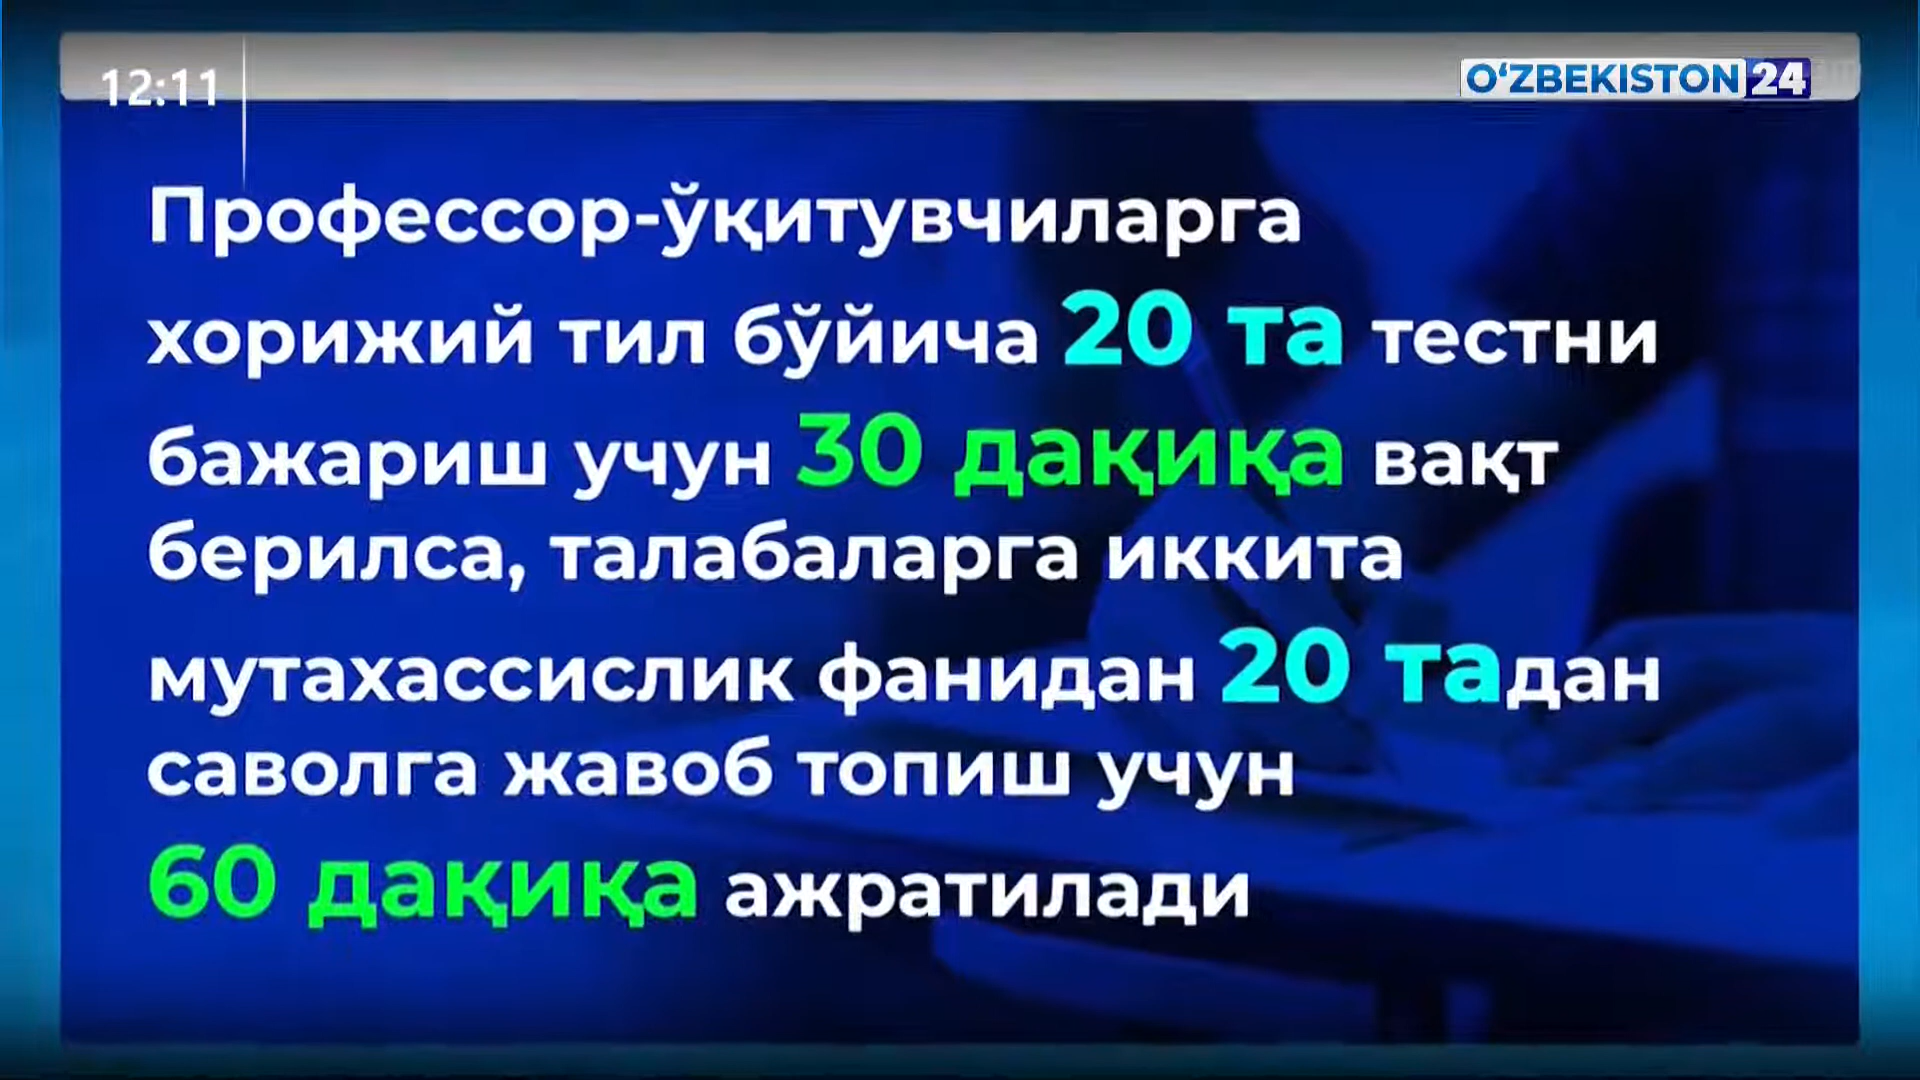 12:11
O‘ZBEKISTON 24
Профессор-ўқитувчиларга
хорижий тил бўйича 20 та тестни
бажариш учун 30 дақиқа вақт
берилса, талабаларга иккита
мутахассислик фанидан 20 тадан
саволга жавоб топиш учун
60 дақиқа ажратилади